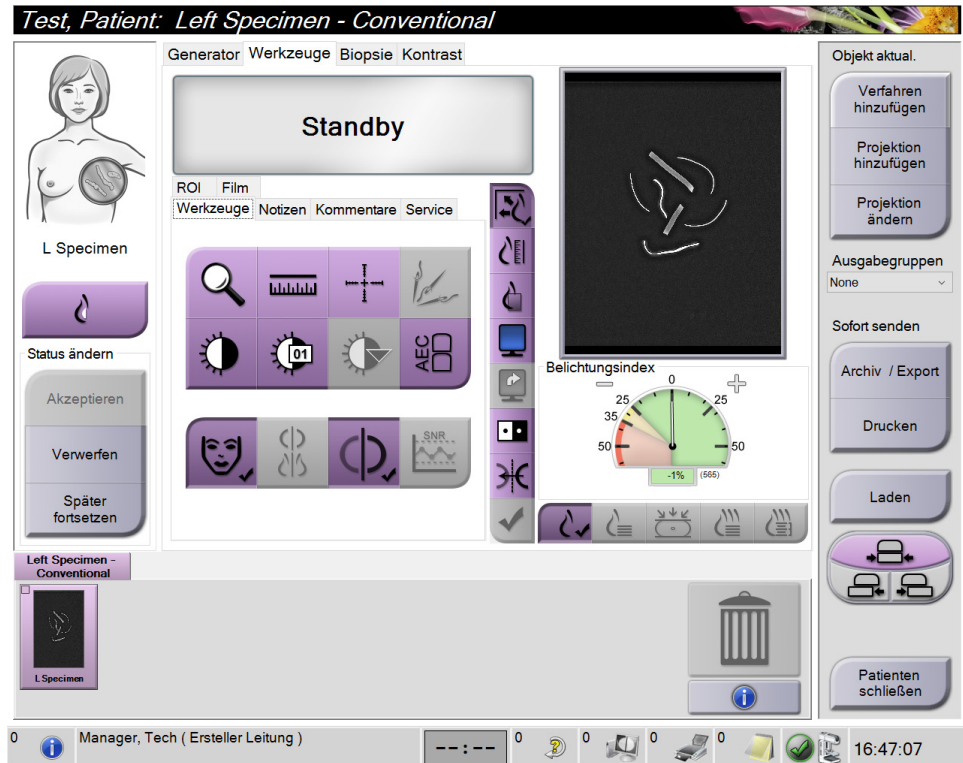 Test, Patient: Left Specimen - Conventional
Generator Werkzeuge Biopsie Kontrast
Objekt aktual.
Verfahren
hinzufügen
Projektion
hinzufügen
Projektion
ändern
Ausgabegruppen
None
Sofort senden
Archiv / Export
Drucken
Laden
Patienten
schließen
L Specimen
Status ändern
Akzeptieren
Verwerfen
Später
fortsetzen
Standby
ROI Film
Werkzeuge Notizen Kommentare Service
01
AEC
SNR
Belichtungsindex
0
25 25
35
50 50
-1% (565)
Left Specimen -
Conventional
L Specimen
0 Manager, Tech ( Ersteller Leitung ) --:-- 0 0 0 0 16:47:07